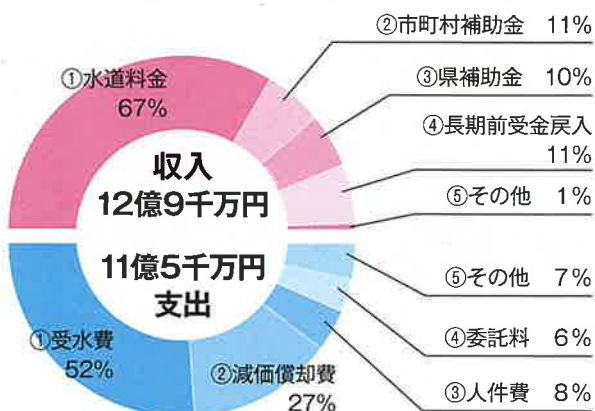 ①水道料金
67%
②市町村補助金 11%
③県補助金 10%
④長期前受金戻入
11%
⑤その他 1%
収入
12億9千万円
11億5千万円
支出
①受水費
52%
②減価償却費
27%
③人件費 8%
④委託料 6%
⑤その他 7%